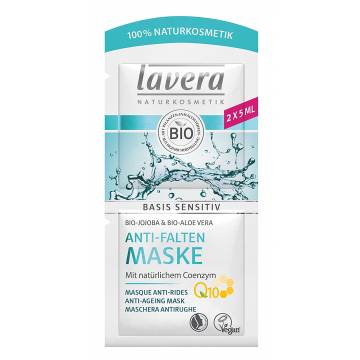 100% NATURKOSMETIK
lavera
NATURKOSMETIK
BIO
2 X 5 ML
BASIS SENSITIV
BIO-JOJOBA & BIO-ALOE VERA
ANTI-FALTEN
MASKE
Mit natürlichem Coenzym
Q10
MASQUE ANTI-RIDES
ANTI-AGEING MASK
MASCHERA ANTIRUGHE
Vegan